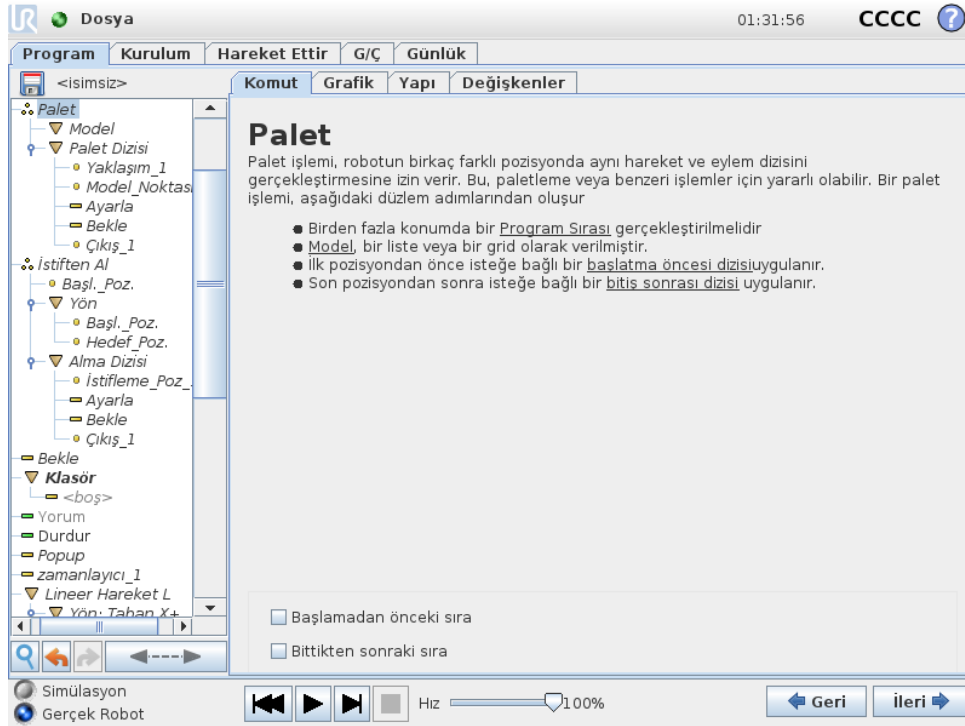 UR Dosya 01:31:56 CCCC ?
Program Kurulum Hareket Ettir G/Ç Günlük
<isimsiz>
Komut Grafik Yapı Değişkenler
Palet
Model
Palet Dizisi
Yaklaşım_1
Model_Noktası
Ayarla
Bekle
Çıkış_1
İstiften Al
Başl._Poz.
Yön
Başl._Poz.
Hedef_Poz.
Alma Dizisi
İstifleme_Poz_
Ayarla
Bekle
Çıkış_1
Bekle
Klasör
<boş>
Yorum
Durdur
Popup
zamanlayıcı_1
Lineer Hareket L
Yön: Taban X+
Palet
Palet işlemi, robotun birkaç farklı pozisyonda aynı hareket ve eylem dizisini
gerçekleştirmesine izin verir. Bu, paletleme veya benzeri işlemler için yararlı olabilir. Bir palet
işlemi, aşağıdaki düzlem adımlarından oluşur
Birden fazla konumda bir Program Sırası gerçekleştirilmelidir
Model, bir liste veya bir grid olarak verilmiştir.
İlk pozisyondan önce isteğe bağlı bir başlatma öncesi dizisiuygulanır.
Son pozisyondan sonra isteğe bağlı bir bitiş sonrası dizisi uygulanır.
Başlamadan önceki sıra
Bittikten sonraki sıra
Simülasyon
Gerçek Robot
Hız 100%
Geri İleri